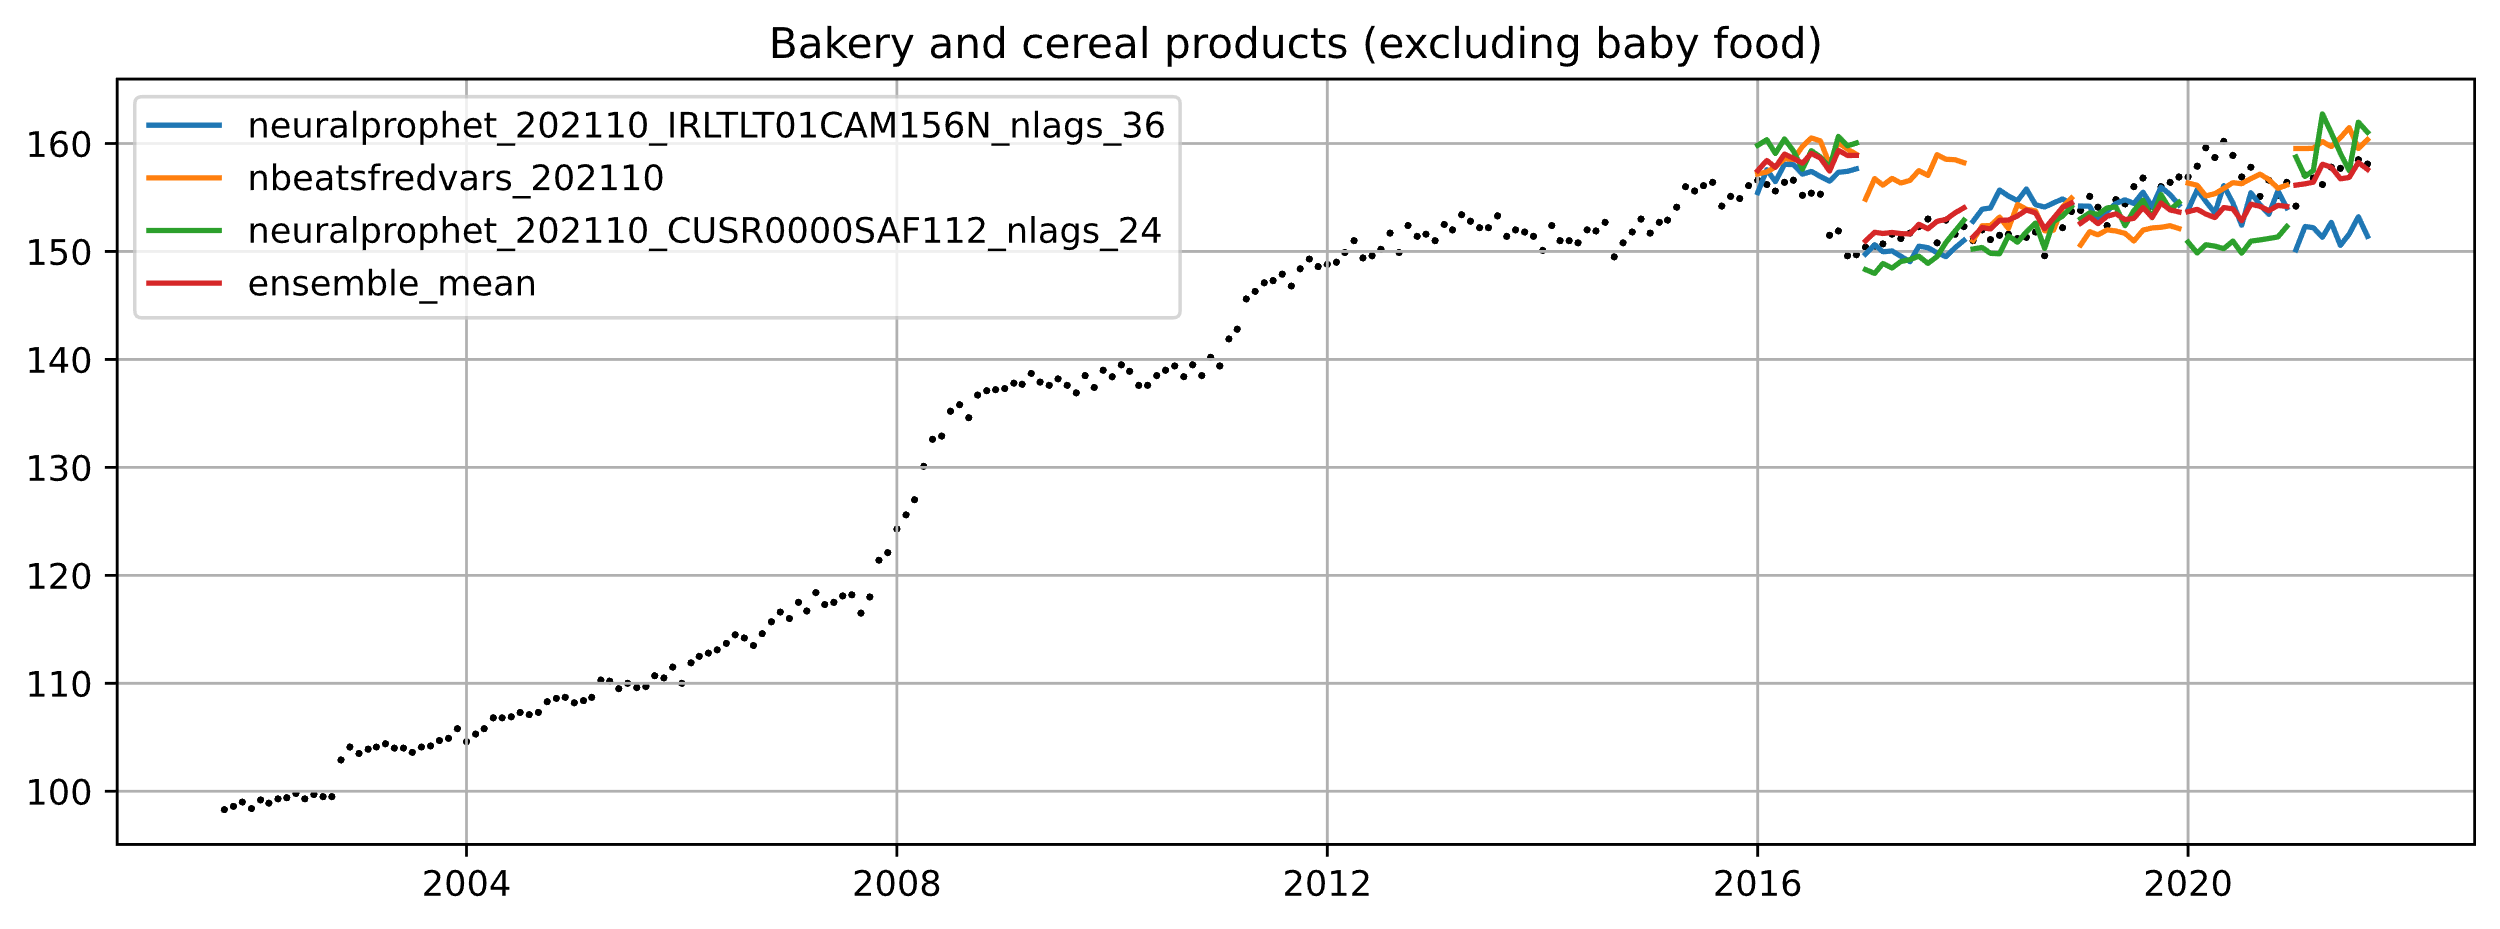 Bakery and cereal products (excluding baby food)
neuralprophet_202110_IRLTLT01CAM156N_nlags_36
nbeatsfredvars_202110
neuralprophet_202110_CUSR0000SAF112_nlags_24
ensemble_mean
160
150
140
130
120
110
100
2004 2008 2012 2016 2020